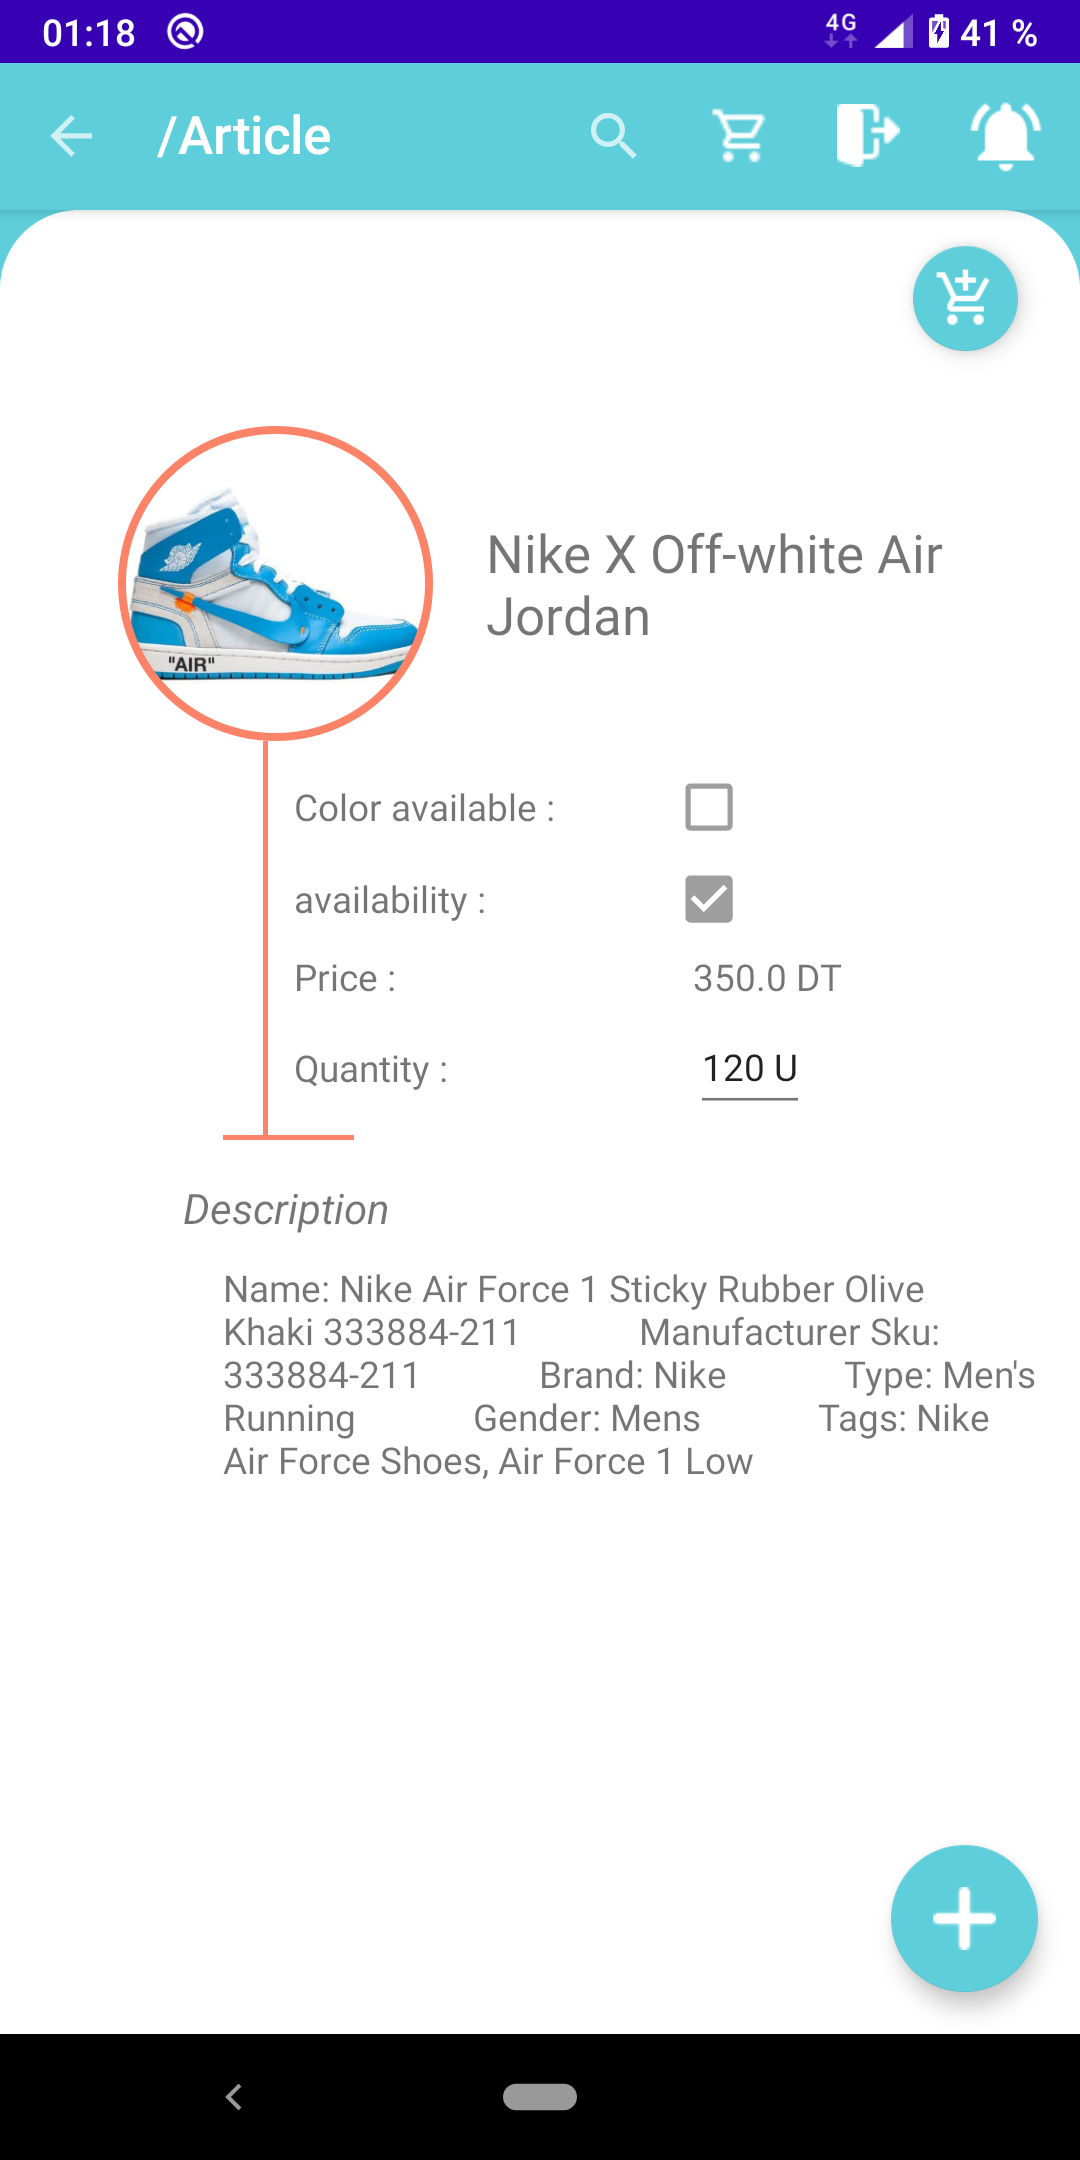 01:18
4G
41 %
/Article
"AIR"
Nike X Off-white Air
Jordan
Color available :
availability :
Price :
350.0 DT
Quantity :
120 U
Description
Name: Nike Air Force 1 Sticky Rubber Olive
Khaki 333884-211 Manufacturer Sku:
333884-211 Brand: Nike Type: Men's
Running Gender: Mens Tags: Nike
Air Force Shoes, Air Force 1 Low